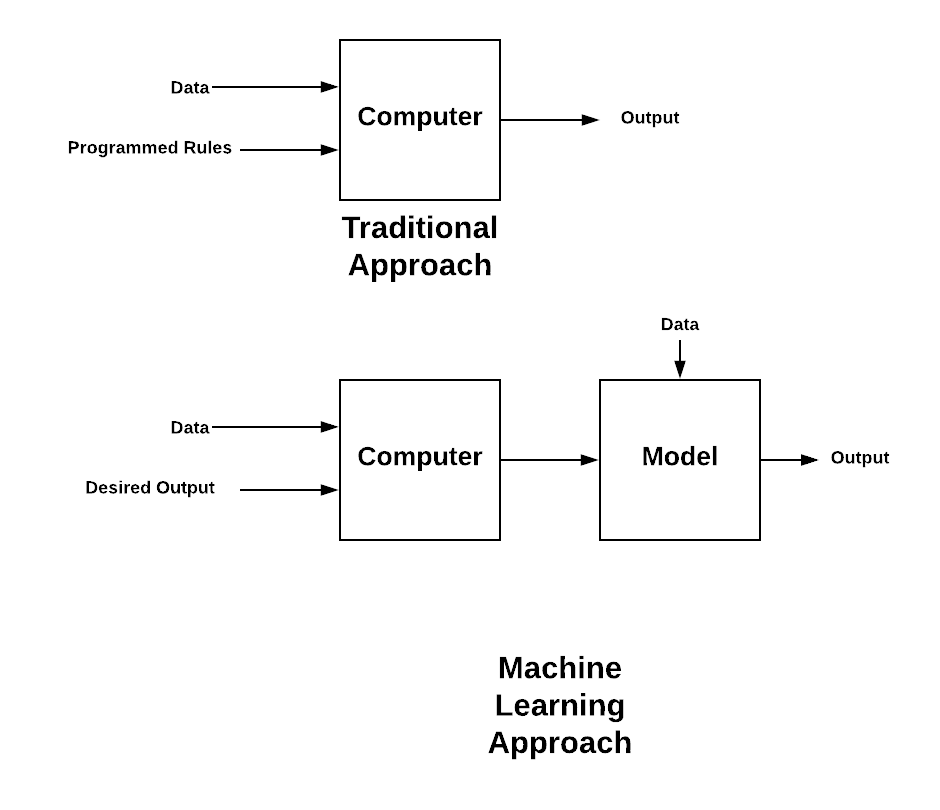 Data
Computer
Output
Programmed Rules
Traditional
Approach
Data
Data
Computer
Model
Output
Desired Output
Machine
Learning
Approach